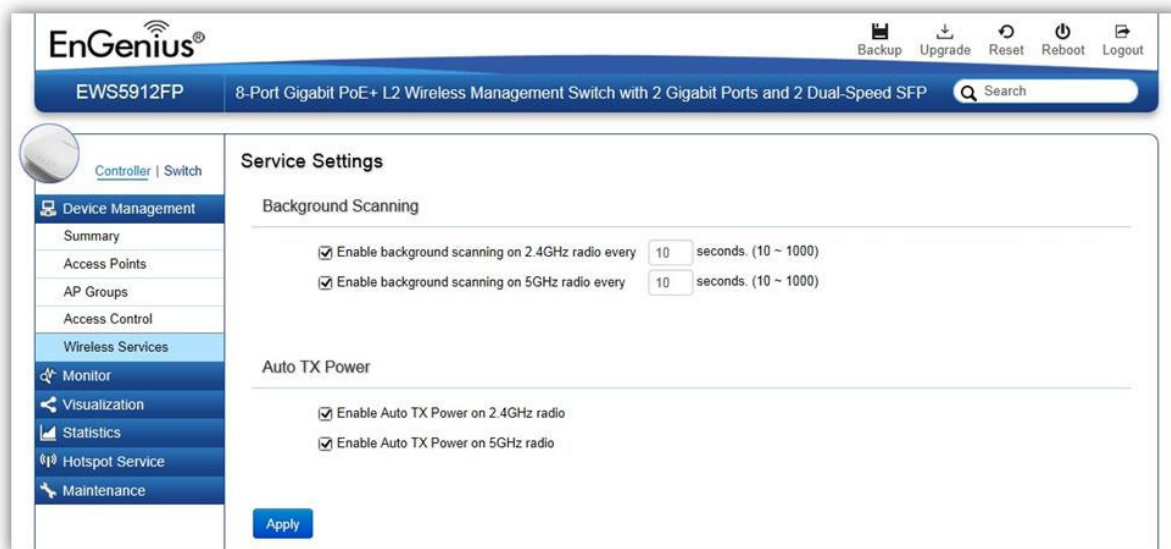 EnGenius®
Backup Upgrade Reset Reboot Logout
EWS5912FP
8-Port Gigabit PoE+ L2 Wireless Management Switch with 2 Gigabit Ports and 2 Dual-Speed SFP
Search
Controller | Switch
Device Management
Summary
Access Points
AP Groups
Access Control
Wireless Services
Monitor
Visualization
Statistics
Hotspot Service
Maintenance
Service Settings
Background Scanning
Enable background scanning on 2.4GHz radio every 10 seconds. (10 ~ 1000)
Enable background scanning on 5GHz radio every 10 seconds. (10 ~ 1000)
Auto TX Power
Enable Auto TX Power on 2.4GHz radio
Enable Auto TX Power on 5GHz radio
Apply